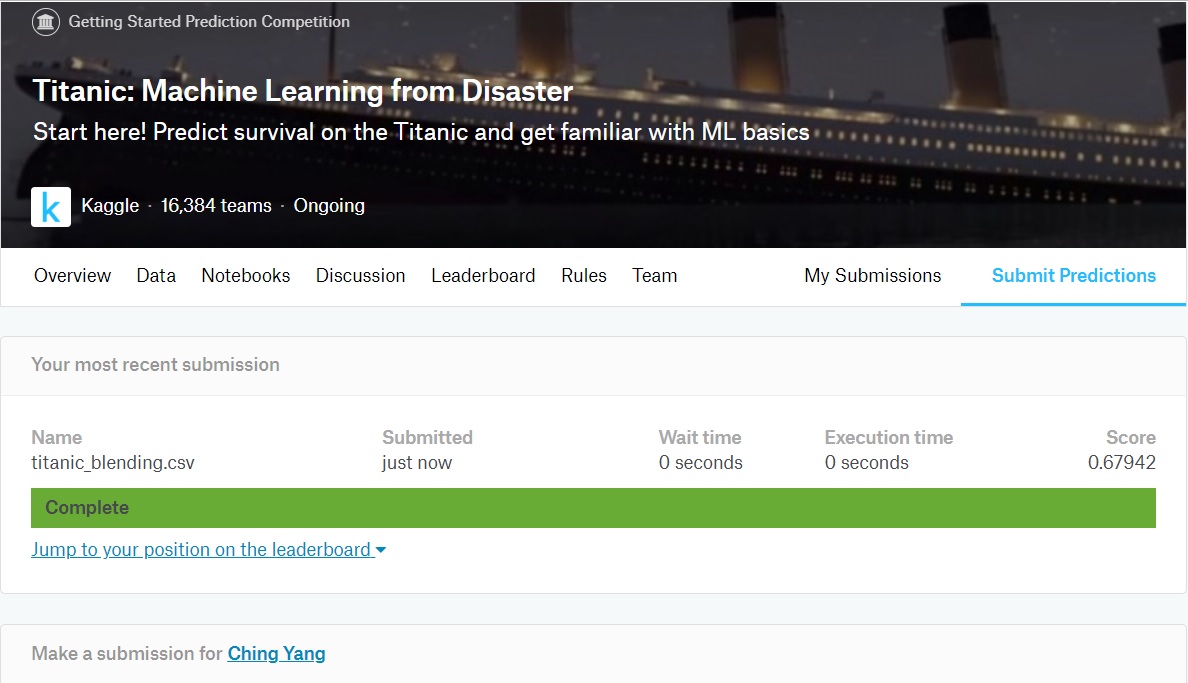 Getting Started Prediction Competition
Titanic: Machine Learning from Disaster
Start here! Predict survival on the Titanic and get familiar with ML basics
k Kaggle · 16,384 teams · Ongoing
Overview Data Notebooks Discussion Leaderboard Rules Team My Submissions Submit Predictions
Your most recent submission
Name Submitted Wait time Execution time Score
titanic_blending.csv just now 0 seconds 0 seconds 0.67942
Complete
Jump to your position on the leaderboard
Make a submission for Ching Yang